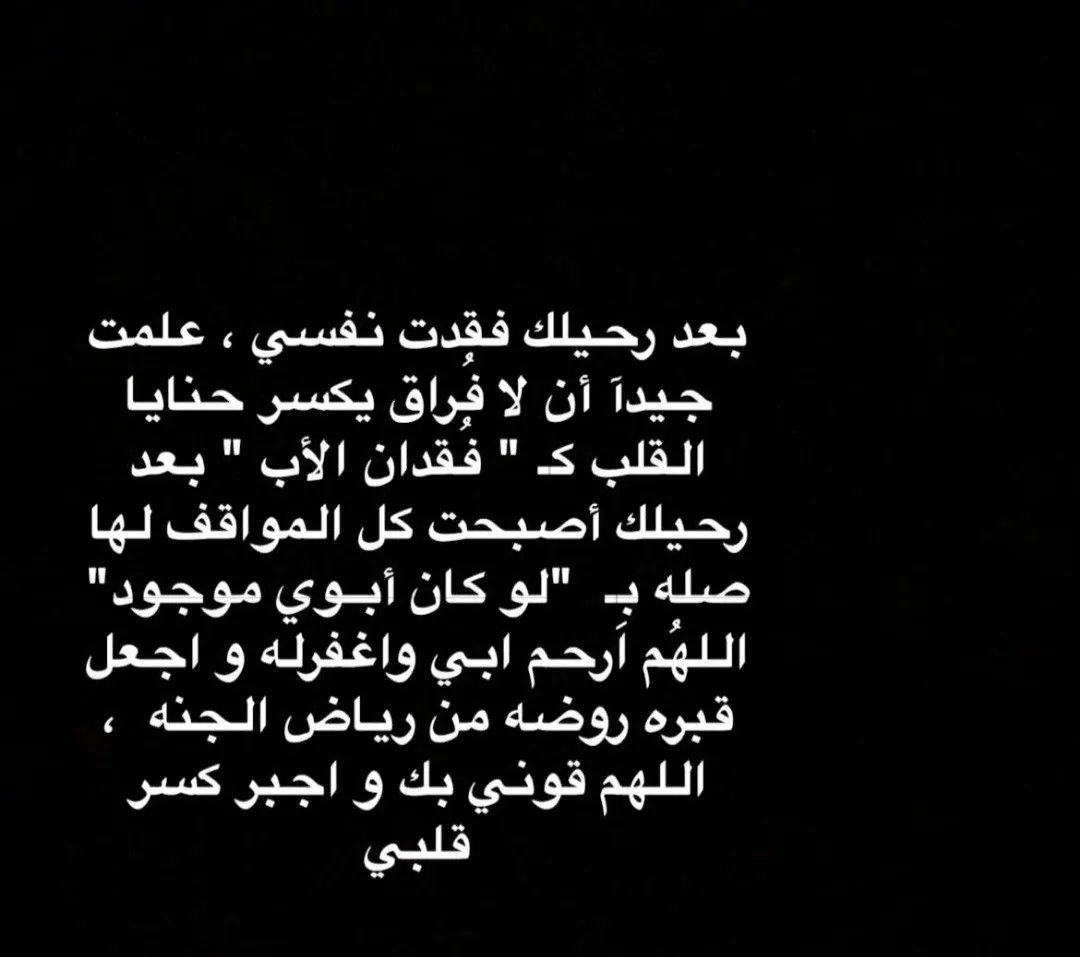 بعد رحيلك فقدت نفسي ، علمت
جيداَ أن لا فُراق يكسر حنايا
القلب كـ " فُقدان الأب " بعد
رحيلك أصبحت كل المواقف لها
صله بـِ "لو كان أبوي موجود"
اللهُم اَرحم ابي واغفرله و اجعل
قبره روضه من رياض الجنه ،
اللهم قوني بك و اجبر كسر
قلبي